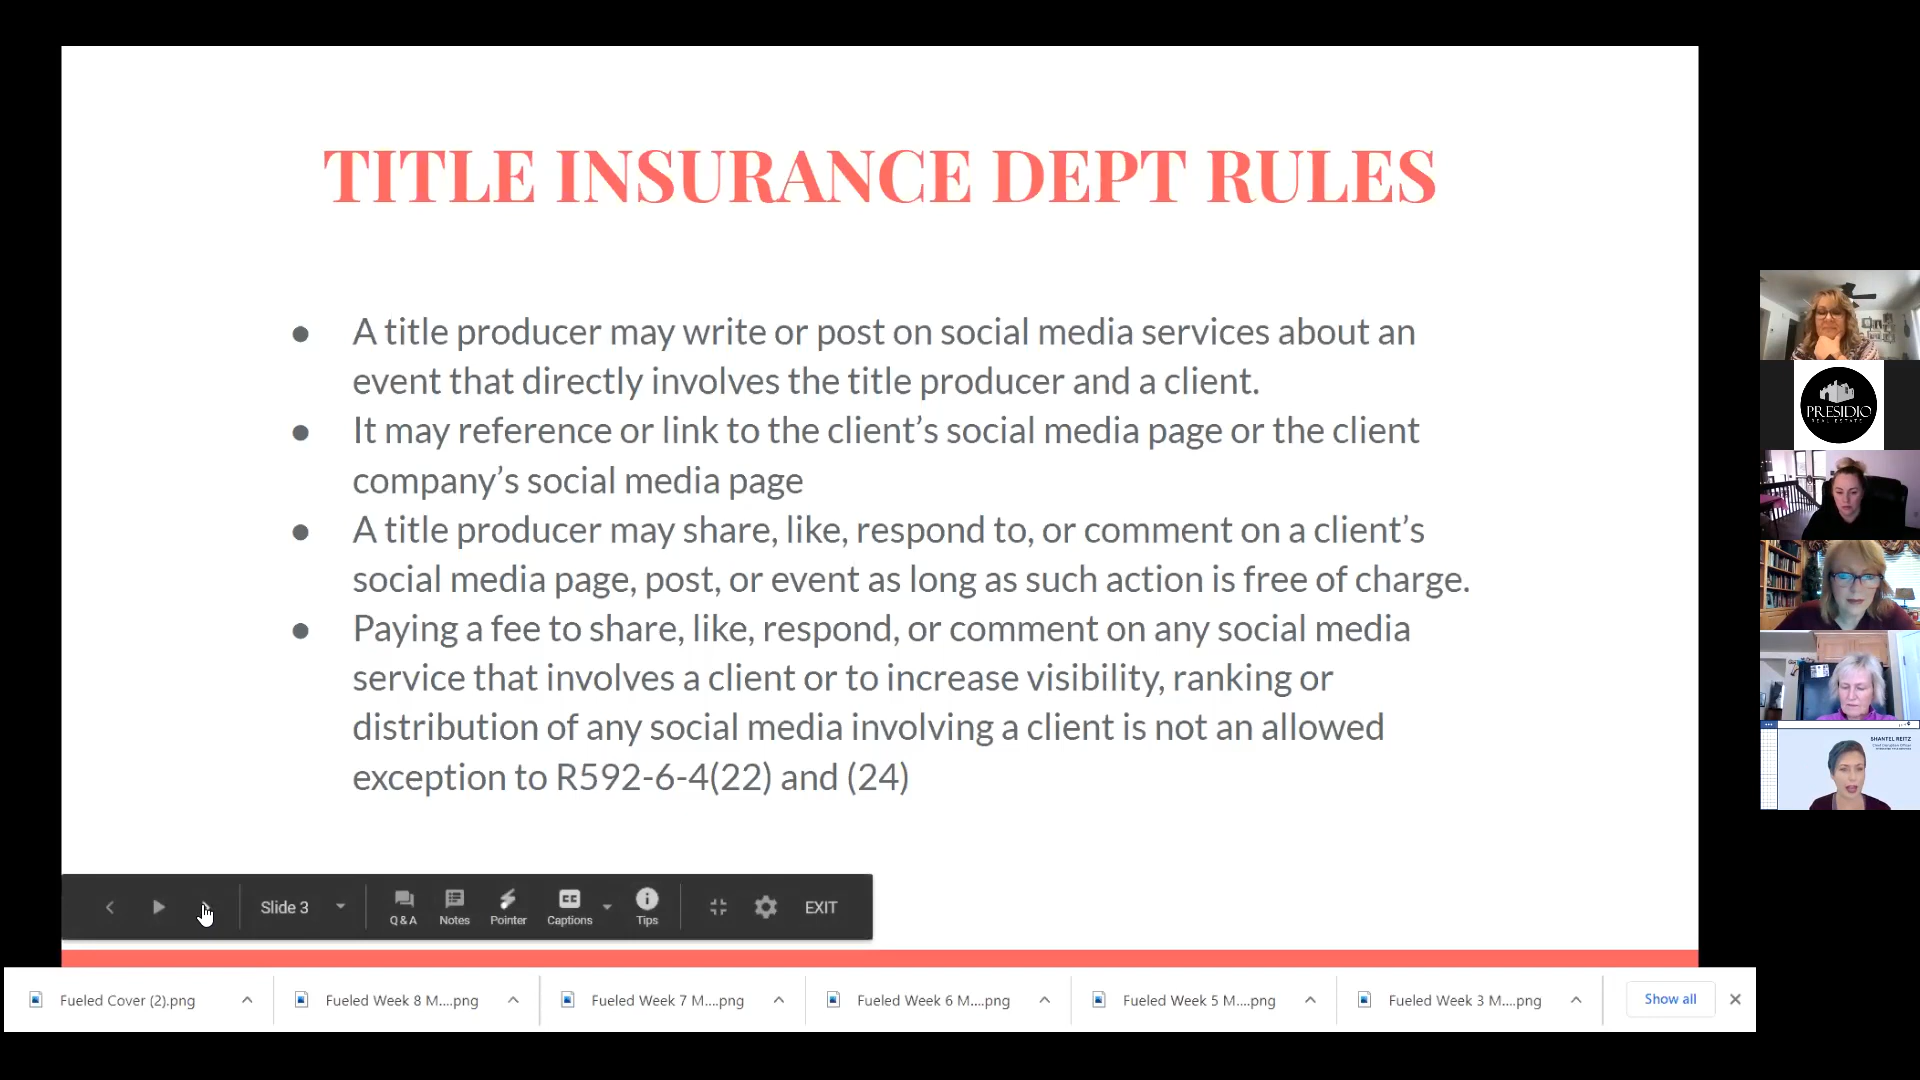 TITLE INSURANCE DEPT RULES
● A title producer may write or post on social media services about an
event that directly involves the title producer and a client.
● It may reference or link to the client’s social media page or the client
company’s social media page
● A title producer may share, like, respond to, or comment on a client’s
social media page, post, or event as long as such action is free of charge.
● Paying a fee to share, like, respond, or comment on any social media
service that involves a client or to increase visibility, ranking or
distribution of any social media involving a client is not an allowed
exception to R592-6-4(22) and (24)
PRESIDIO
REAL ESTATE
SHANTEL REITZ
Slide 3
Q & A
Notes
Pointer
CC
Captions
Tips
EXIT
Fueled Cover (2).png
Fueled Week 8 M....png
Fueled Week 7 M....png
Fueled Week 6 M....png
Fueled Week 5 M....png
Fueled Week 3 M....png
Show all